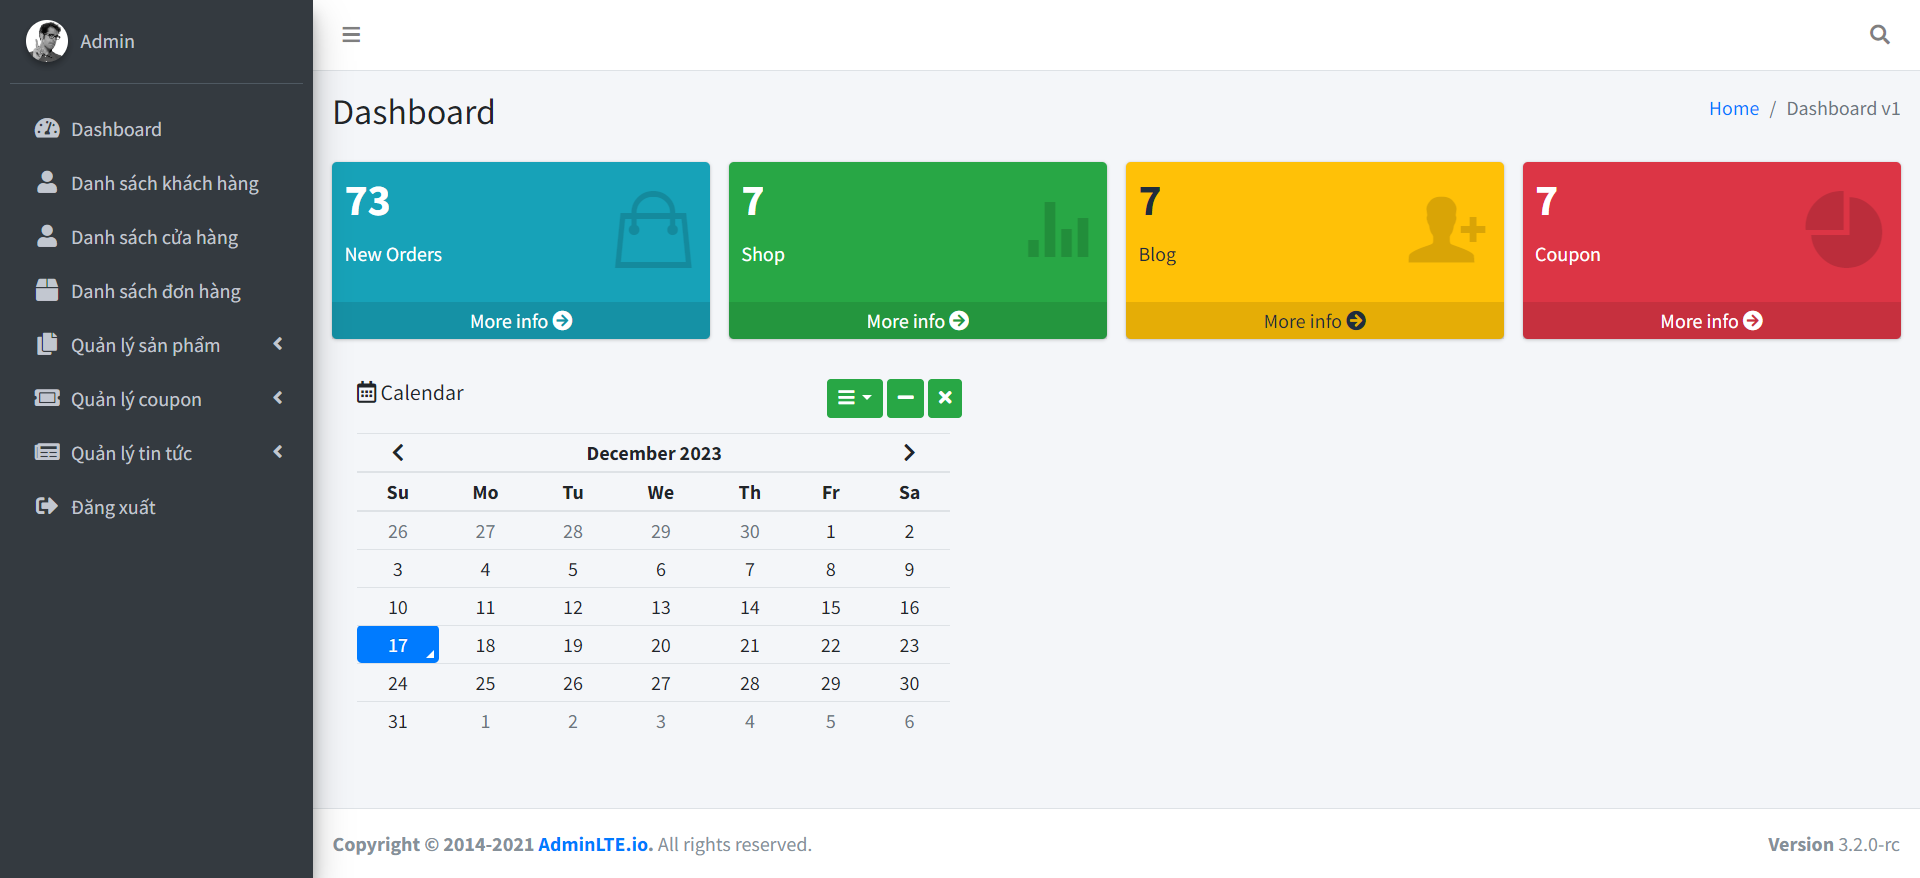 Admin
Dashboard
Danh sách khách hàng
Danh sách cửa hàng
Danh sách đơn hàng
Quản lý sản phẩm
Quản lý coupon
Quản lý tin tức
Đăng xuất
Dashboard
Home / Dashboard v1
73
New Orders
More info
7
Shop
More info
7
Blog
More info
7
Coupon
More info
Calendar
December 2023
Su Mo Tu We Th Fr Sa
26 27 28 29 30 1 2
3 4 5 6 7 8 9
10 11 12 13 14 15 16
17 18 19 20 21 22 23
24 25 26 27 28 29 30
31 1 2 3 4 5 6
Copyright © 2014-2021 AdminLTE.io. All rights reserved.
Version 3.2.0-rc